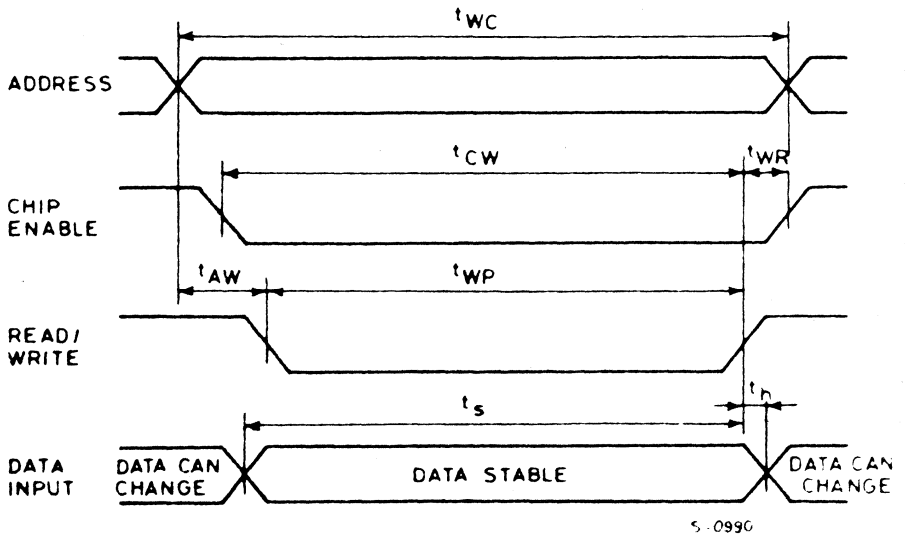 tWC
ADDRESS
tCW
tWR
CHIP
ENABLE
tAW
tWP
READ/
WRITE
ts
th
DATA
INPUT
DATA CAN
CHANGE
DATA STABLE
DATA CAN
CHANGE
S-0990